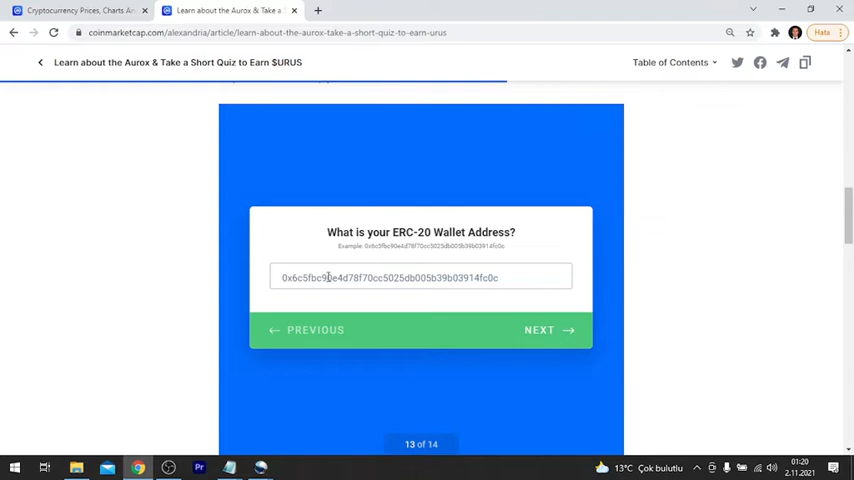 Cryptocurrency Prices, Charts An
Learn about the Aurox & Take a S
coinmarketcap.com/alexandria/article/learn-about-the-aurox-take-a-short-quiz-to-earn-urus
Hata
Learn about the Aurox & Take a Short Quiz to Earn $URUS
Table of Contents
What is your ERC-20 Wallet Address?
Example: 0x6c5fbc90e4d78f70cc5025db005b39b03914fc0c
0x6c5fbc90e4d78f70cc5025db005b39b03914fc0c
← PREVIOUS
NEXT →
13 of 14
Pr
13°C Çok bulutlu
01:20
2.11.2021